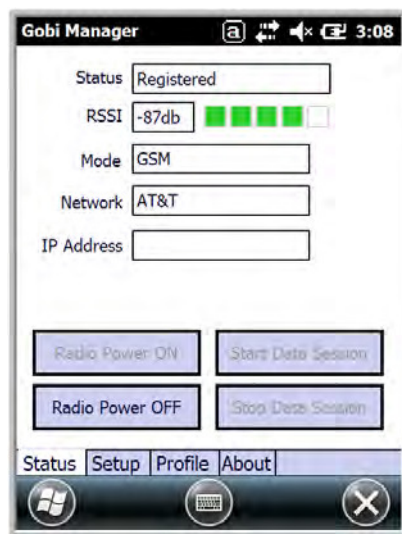 Gobi Manager a 3:08
Status Registered
RSSI -87db
Mode GSM
Network AT&T
IP Address
Radio Power ON Start Data Session
Radio Power OFF Stop Data Session
Status Setup Profile About